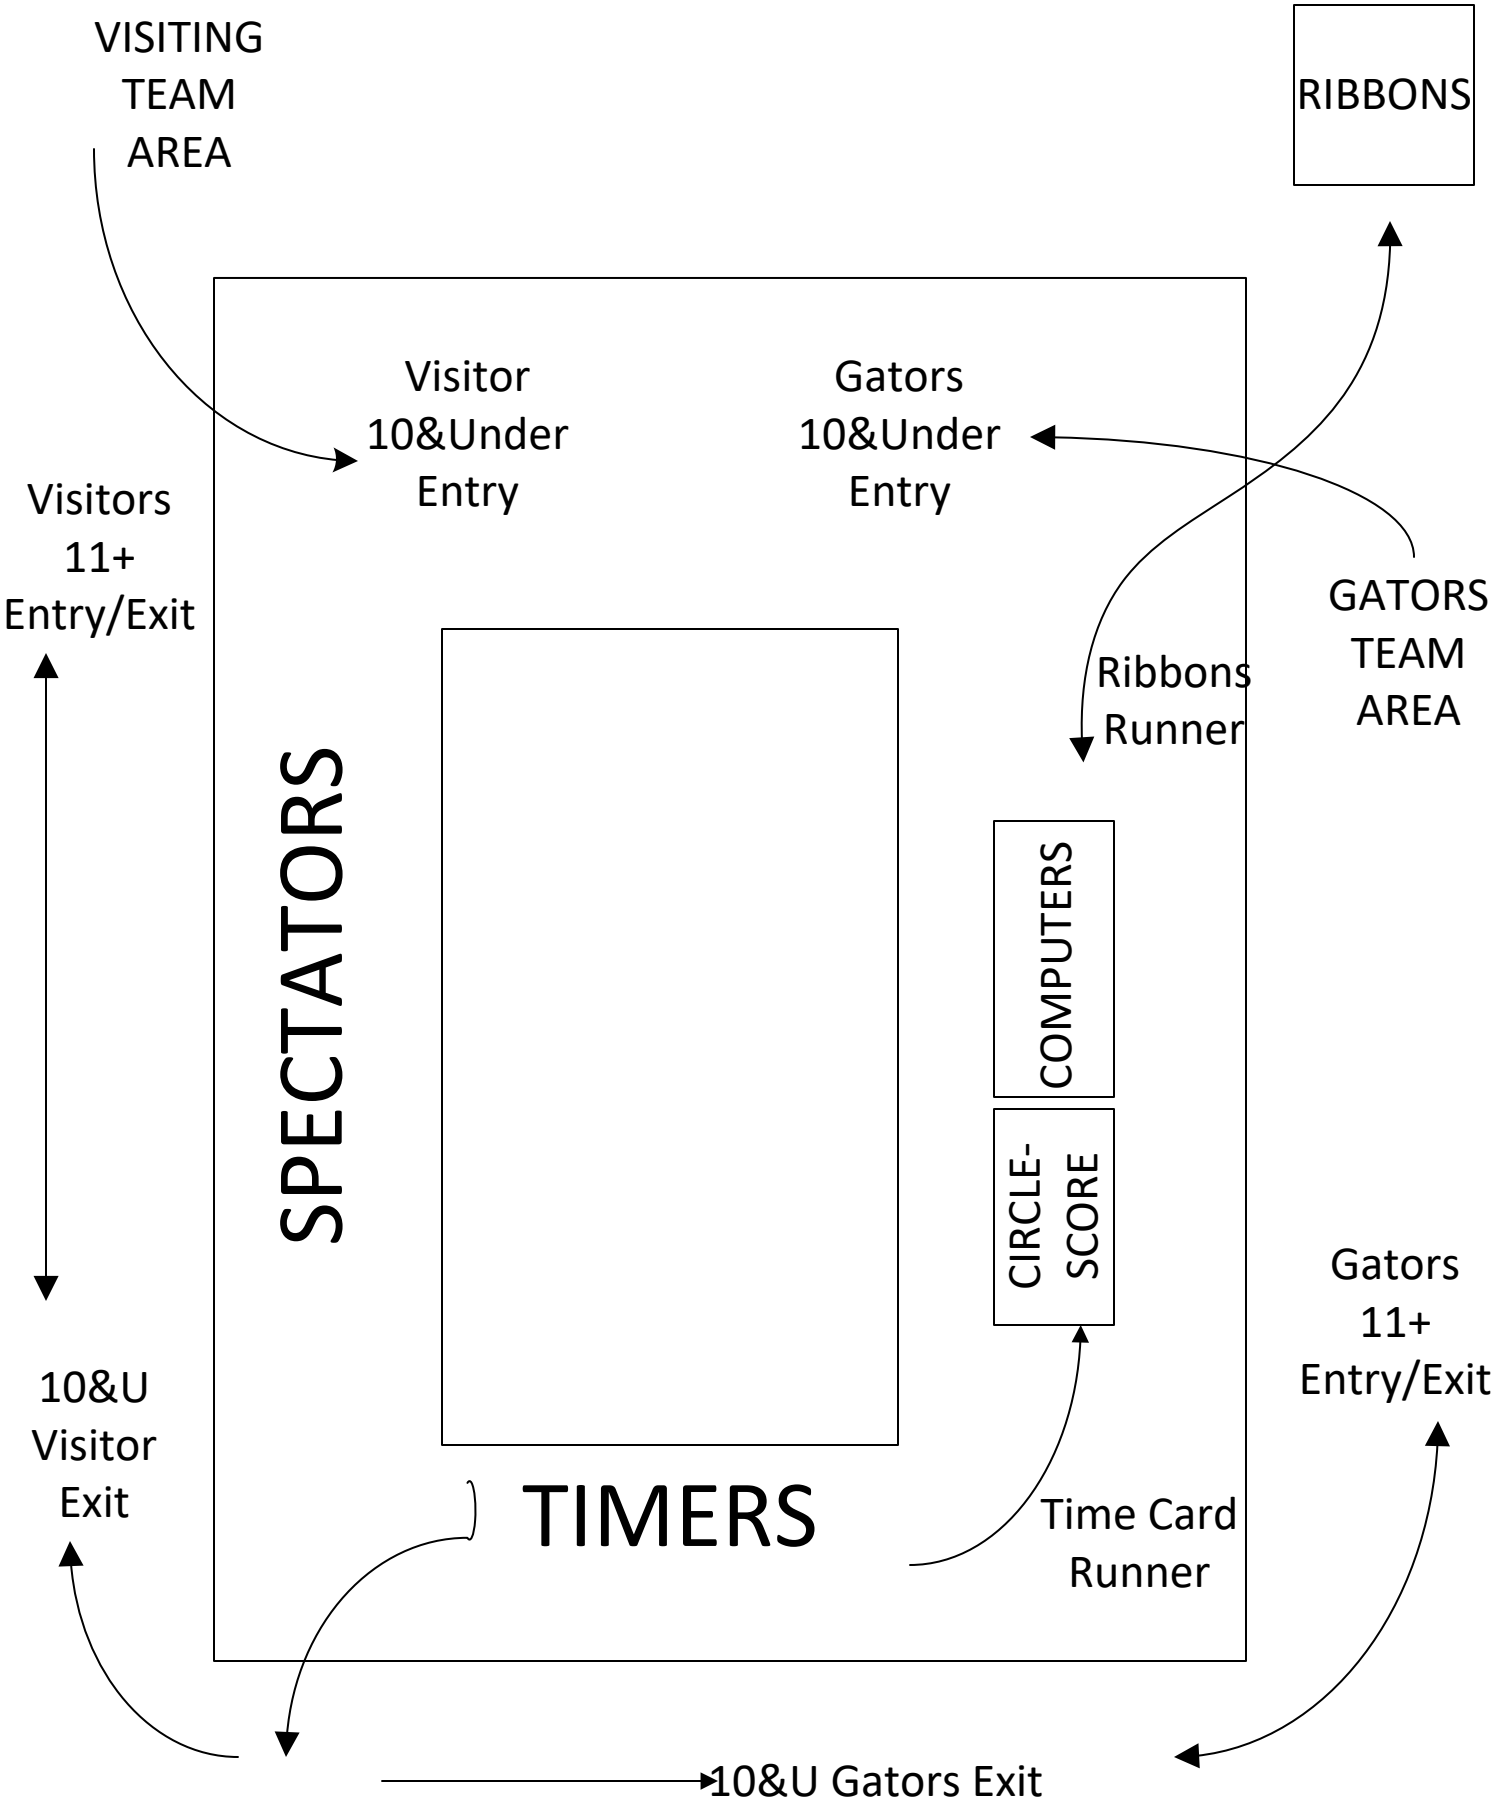 VISITING
TEAM
AREA
RIBBONS
Visitor
10&Under
Entry
Gators
10&Under
Entry
Visitors
11+
Entry/Exit
GATORS
TEAM
AREA
Ribbons
Runner
SPECTATORS
COMPUTERS
CIRCLE-
SCORE
Gators
11+
Entry/Exit
10&U
Visitor
Exit
TIMERS
Time Card
Runner
10&U Gators Exit